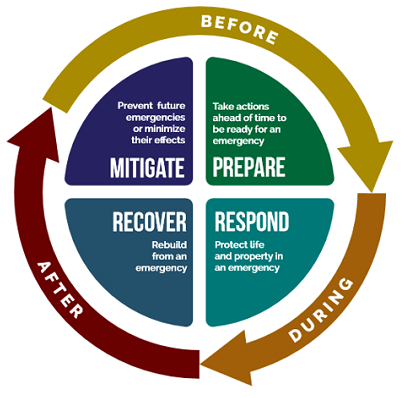 BEFORE
Prevent future
emergencies
or minimize
their effects
MITIGATE
Take actions
ahead of time to
be ready for an
emergency
PREPARE
RECOVER
Rebuild
from an
emergency
RESPOND
Protect life
and property in
an emergency
DURING
AFTER